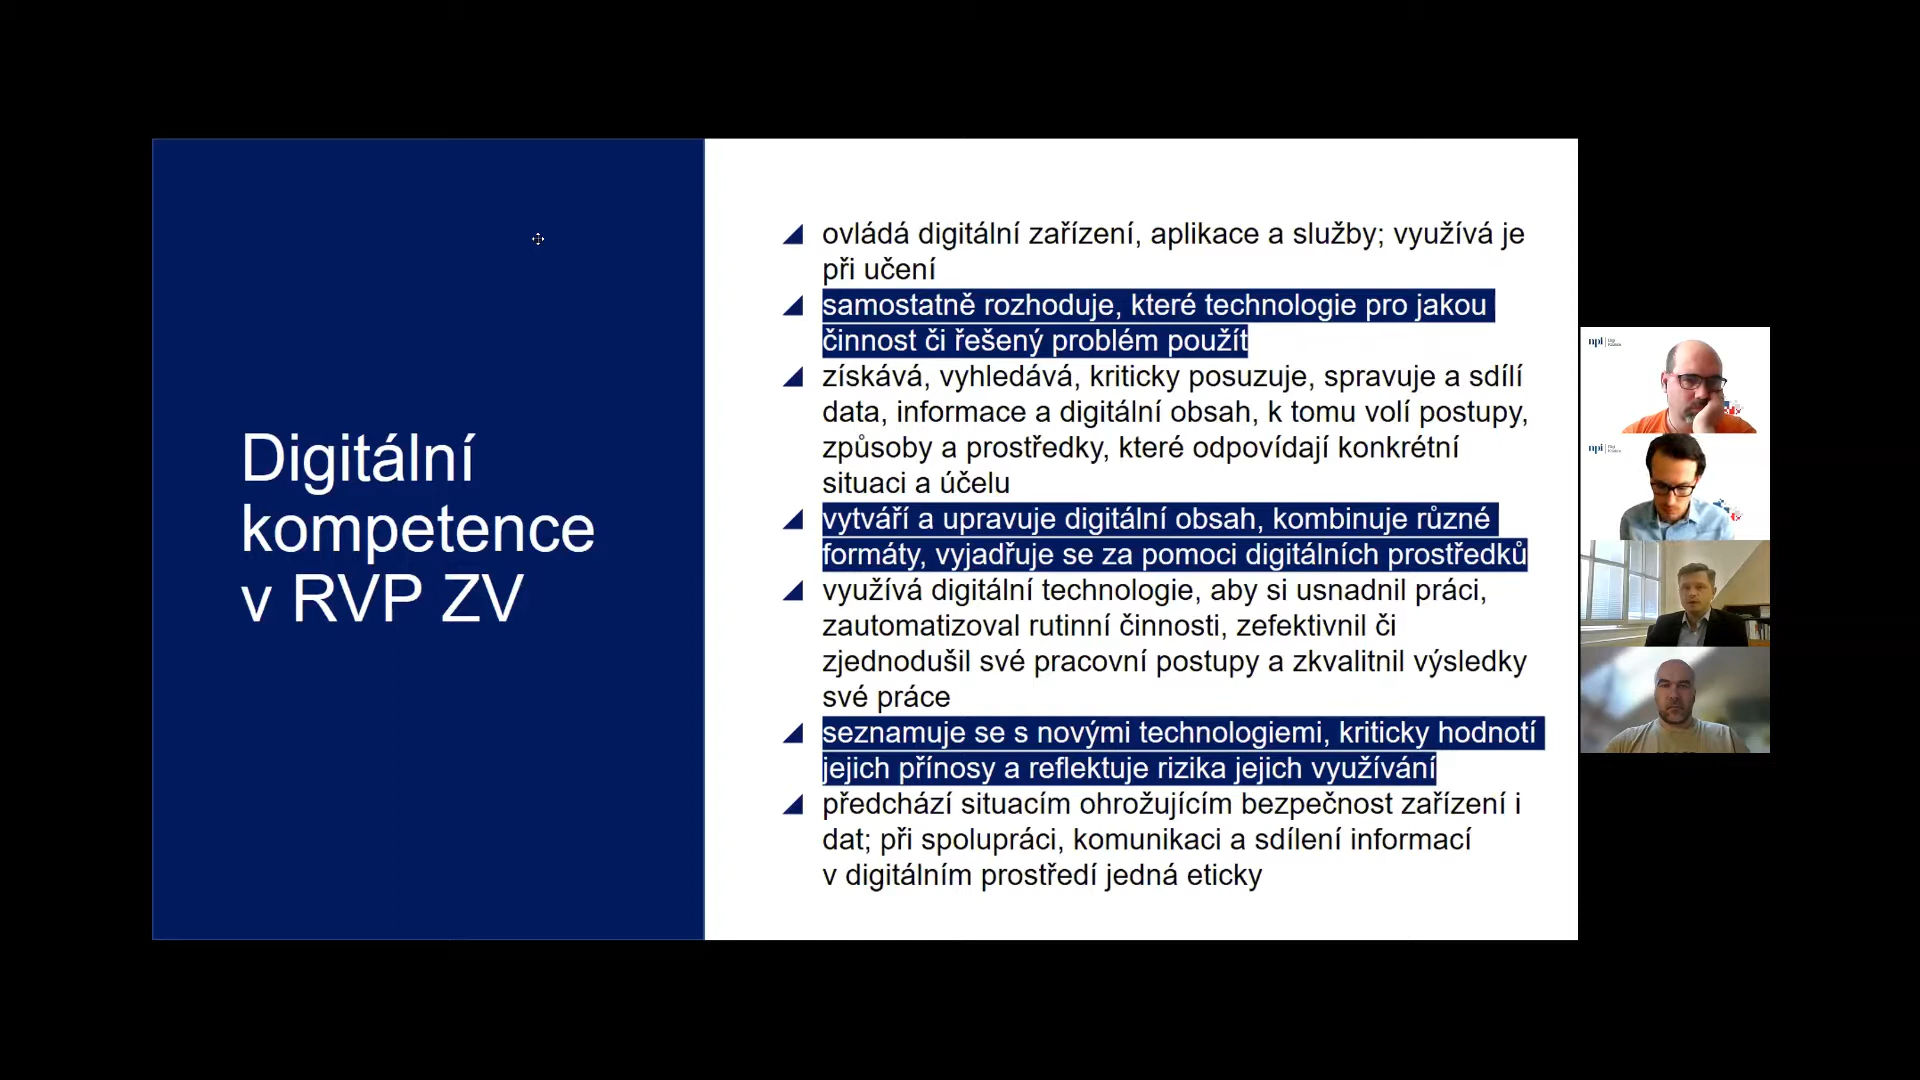 Digitální
kompetence
v RVP ZV
ovládá digitální zařízení, aplikace a služby; využívá je
při učení
samostatně rozhoduje, které technologie pro jakou
činnost či řešený problém použít
získává, vyhledává, kriticky posuzuje, spravuje a sdílí
data, informace a digitální obsah, k tomu volí postupy,
způsoby a prostředky, které odpovídají konkrétní
situaci a účelu
vytváří a upravuje digitální obsah, kombinuje různé
formáty, vyjadřuje se za pomoci digitálních prostředků
využívá digitální technologie, aby si usnadnil práci,
zautomatizoval rutinní činnosti, zefektivnil či
zjednodušil své pracovní postupy a zkvalitnil výsledky
své práce
seznamuje se s novými technologiemi, kriticky hodnotí
jejich přínosy a reflektuje rizika jejich využívání
předchází situacím ohrožujícím bezpečnost zařízení i
dat; při spolupráci, komunikaci a sdílení informací
v digitálním prostředí jedná eticky
npi
npi